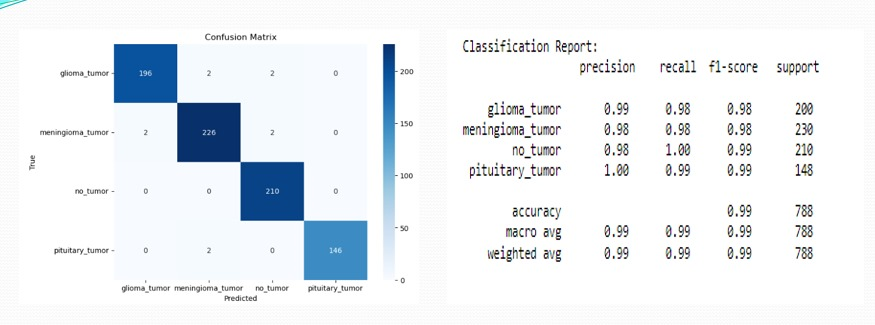 Confusion Matrix
glioma_tumor 196 2 2 0
meningioma_tumor 2 226 2 0
no_tumor 0 0 210 0
pituitary_tumor 0 2 0 146
glioma_tumor meningioma_tumor no_tumor pituitary_tumor
Predicted
True
200
150
100
50
0
Classification Report:
precision recall f1-score support
glioma_tumor 0.99 0.98 0.98 200
meningioma_tumor 0.98 0.98 0.98 230
no_tumor 0.98 1.00 0.99 210
pituitary_tumor 1.00 0.99 0.99 148
accuracy 0.99 788
macro avg 0.99 0.99 0.99 788
weighted avg 0.99 0.99 0.99 788